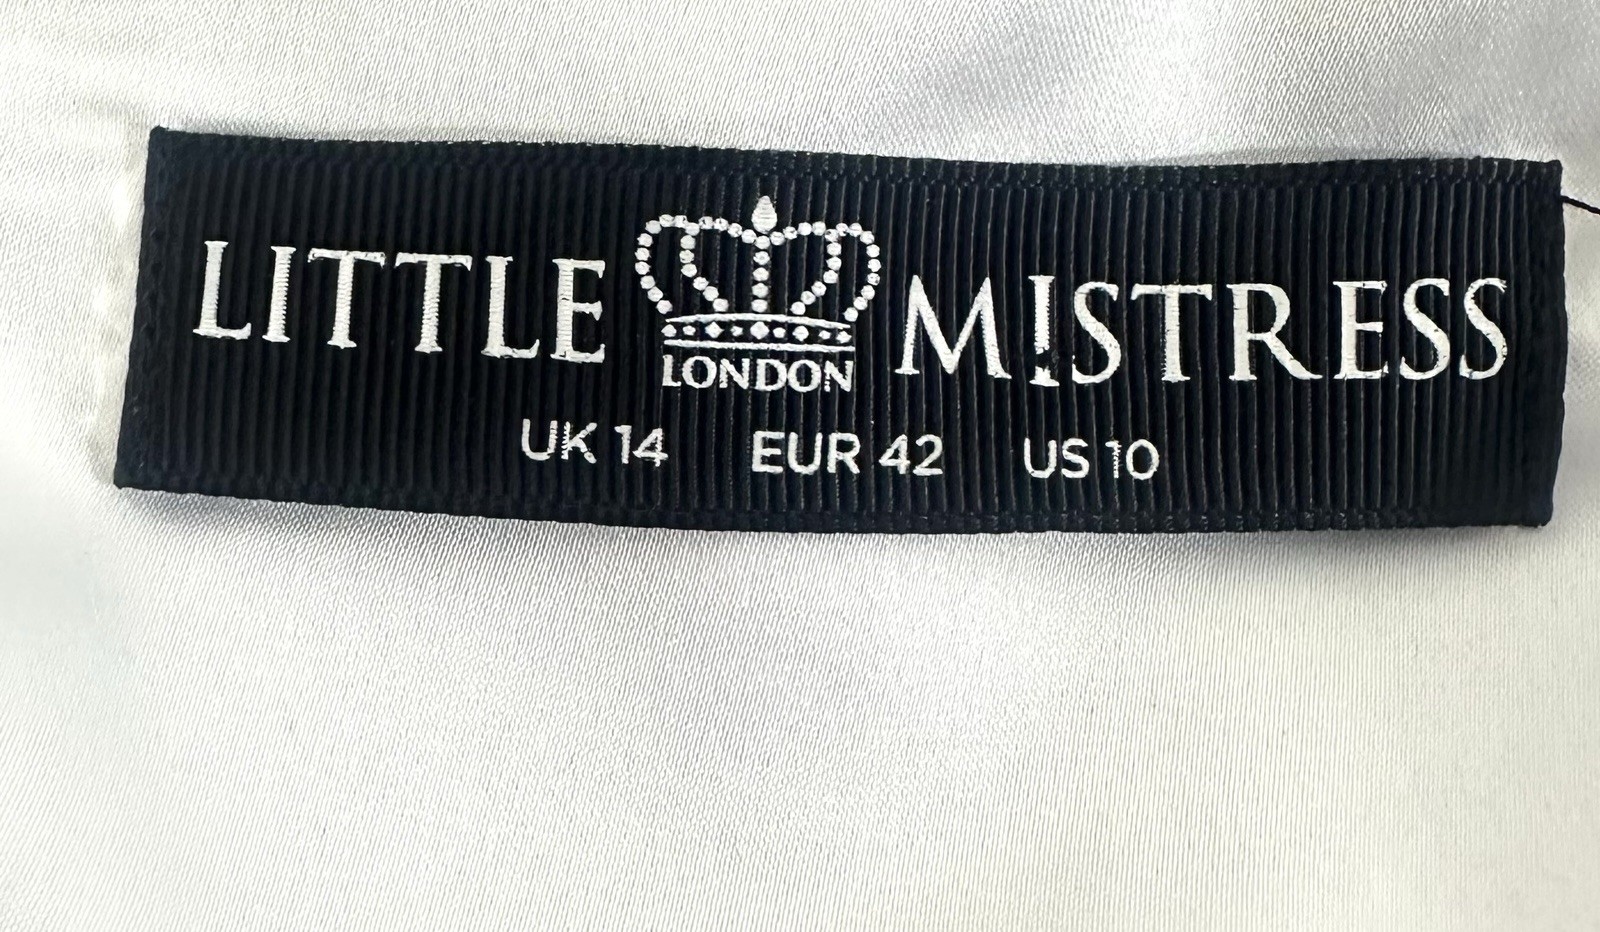 LITTLE M!STRESS
LONDON
UK 14 EUR 42 US 10